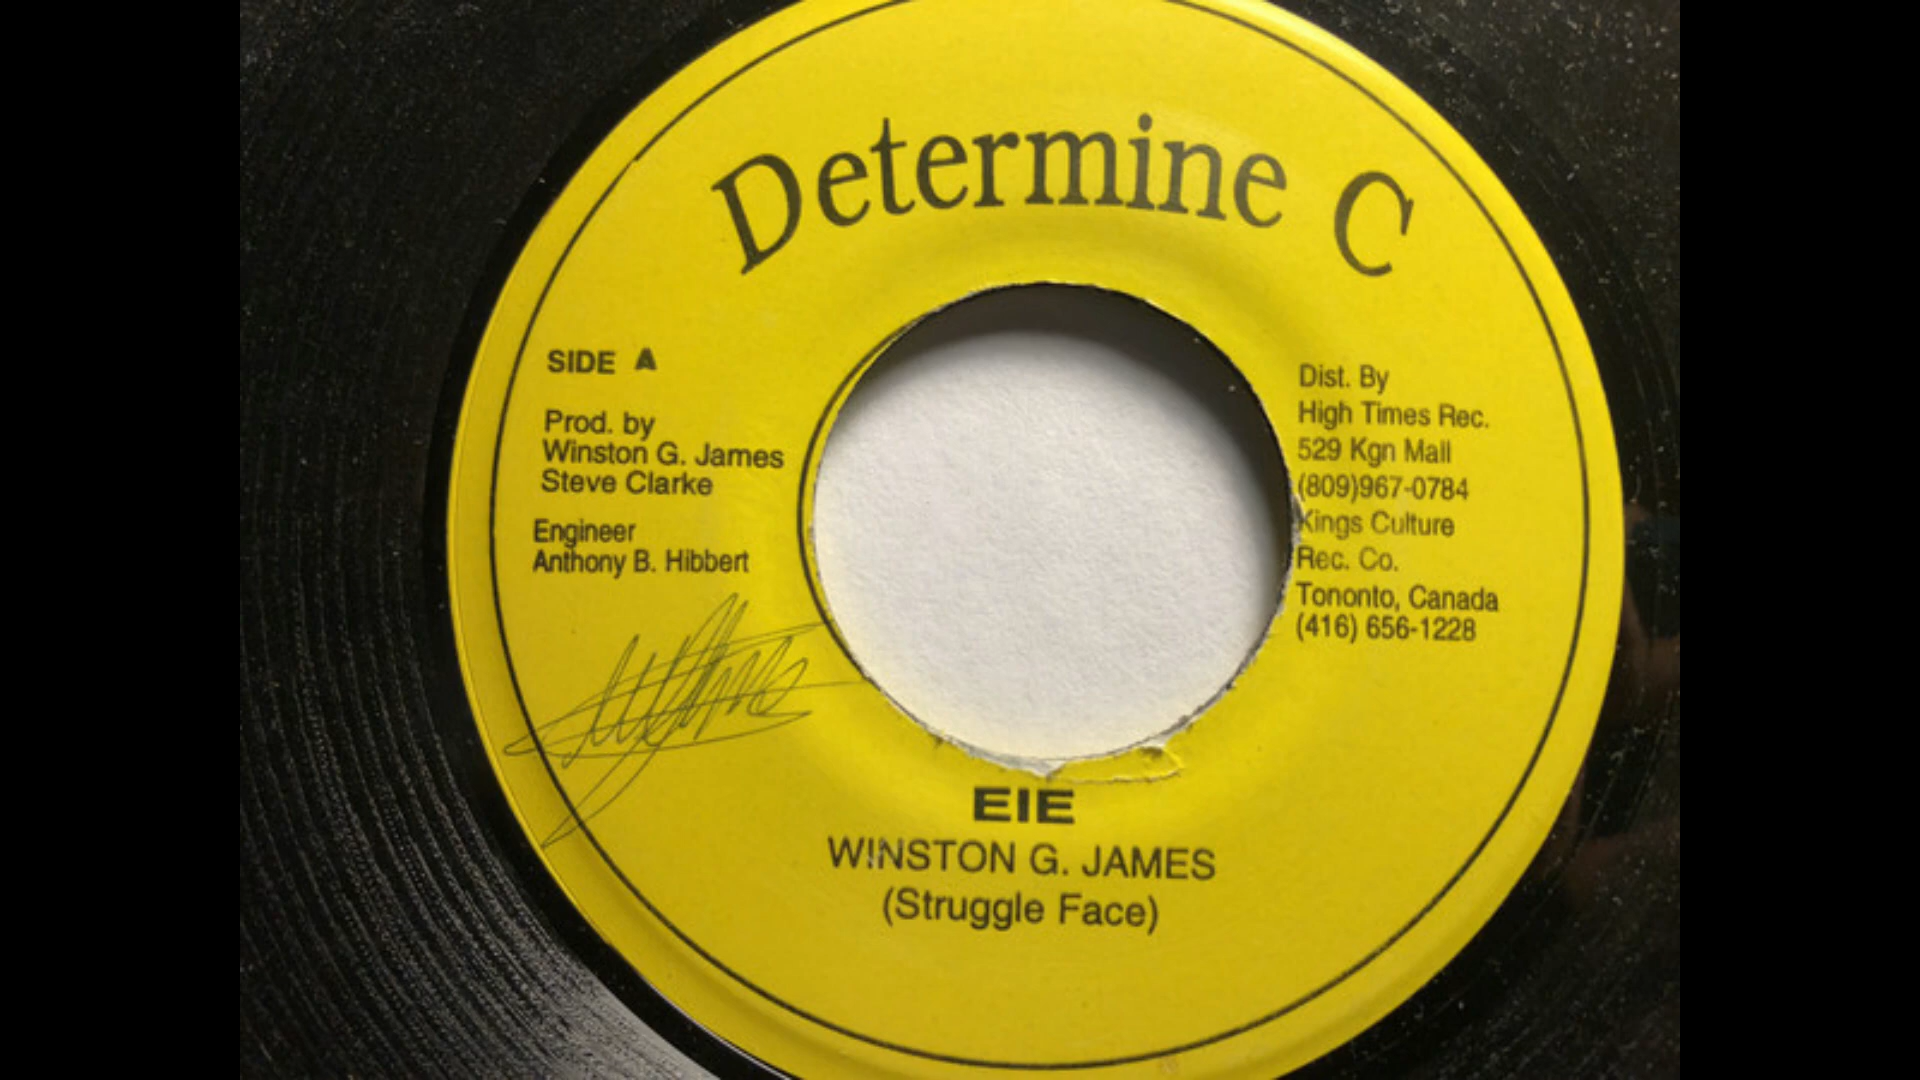 Determine C
SIDE A
Prod. by
Winston G. James
Steve Clarke
Engineer
Anthony B. Hibbert
Dist. By
High Times Rec.
529 Kgn Mall
(809)967-0784
Kings Culture
Rec. Co.
Tononto, Canada
(416) 656-1228
EIE
WINSTON G. JAMES
(Struggle Face)